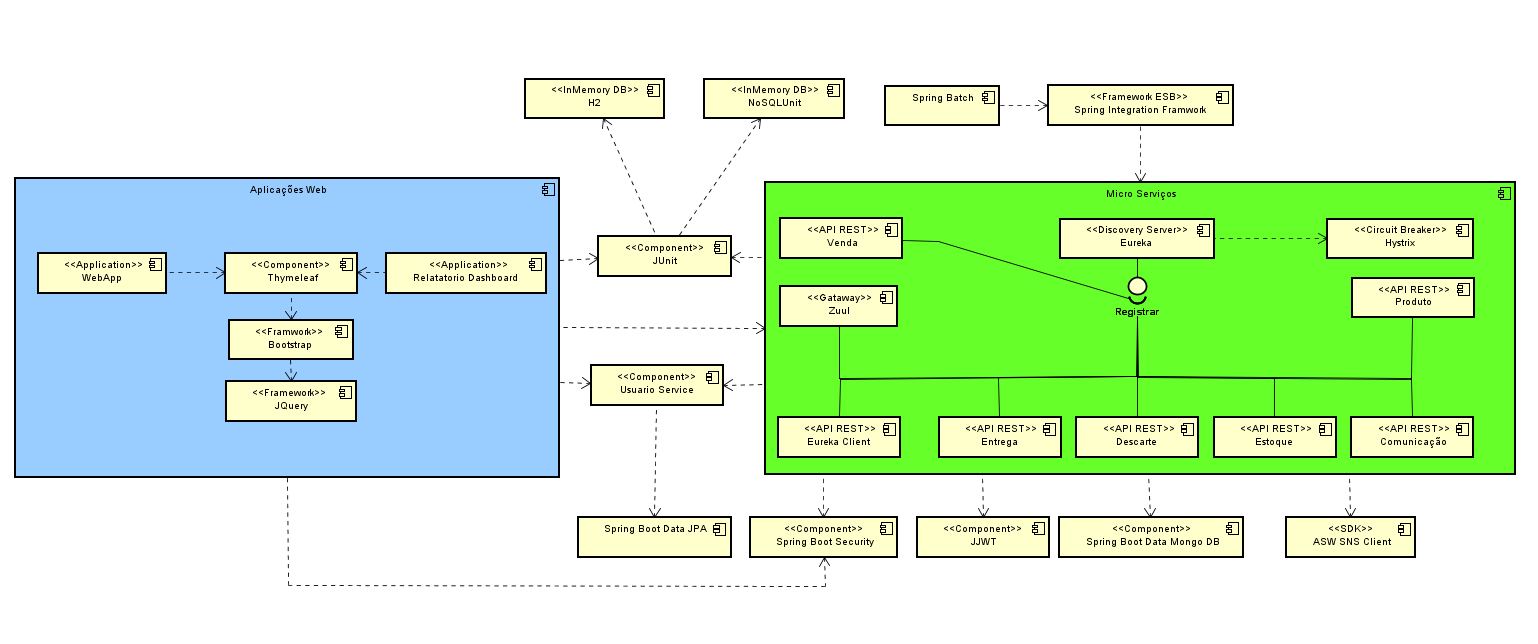 <<InMemory DB>>
H2
<<InMemory DB>>
NoSQLUnit
Spring Batch
<<Framework ESB>>
Spring Integration Framwork
Aplicações Web
<<Application>>
WebApp
<<Component>>
Thymeleaf
<<Application>>
Relatatorio Dashboard
<<Framwork>>
Bootstrap
<<Framework>>
JQuery
<<Component>>
JUnit
<<Component>>
Usuario Service
Micro Serviços
<<API REST>>
Venda
<<Discovery Server>>
Eureka
<<Circuit Breaker>>
Hystrix
<<Gataway>>
Zuul
Registrar
<<API REST>>
Produto
<<API REST>>
Eureka Client
<<API REST>>
Entrega
<<API REST>>
Descarte
<<API REST>>
Estoque
<<API REST>>
Comunicação
Spring Boot Data JPA
<<Component>>
Spring Boot Security
<<Component>>
JJWT
<<Component>>
Spring Boot Data Mongo DB
<<SDK>>
ASW SNS Client